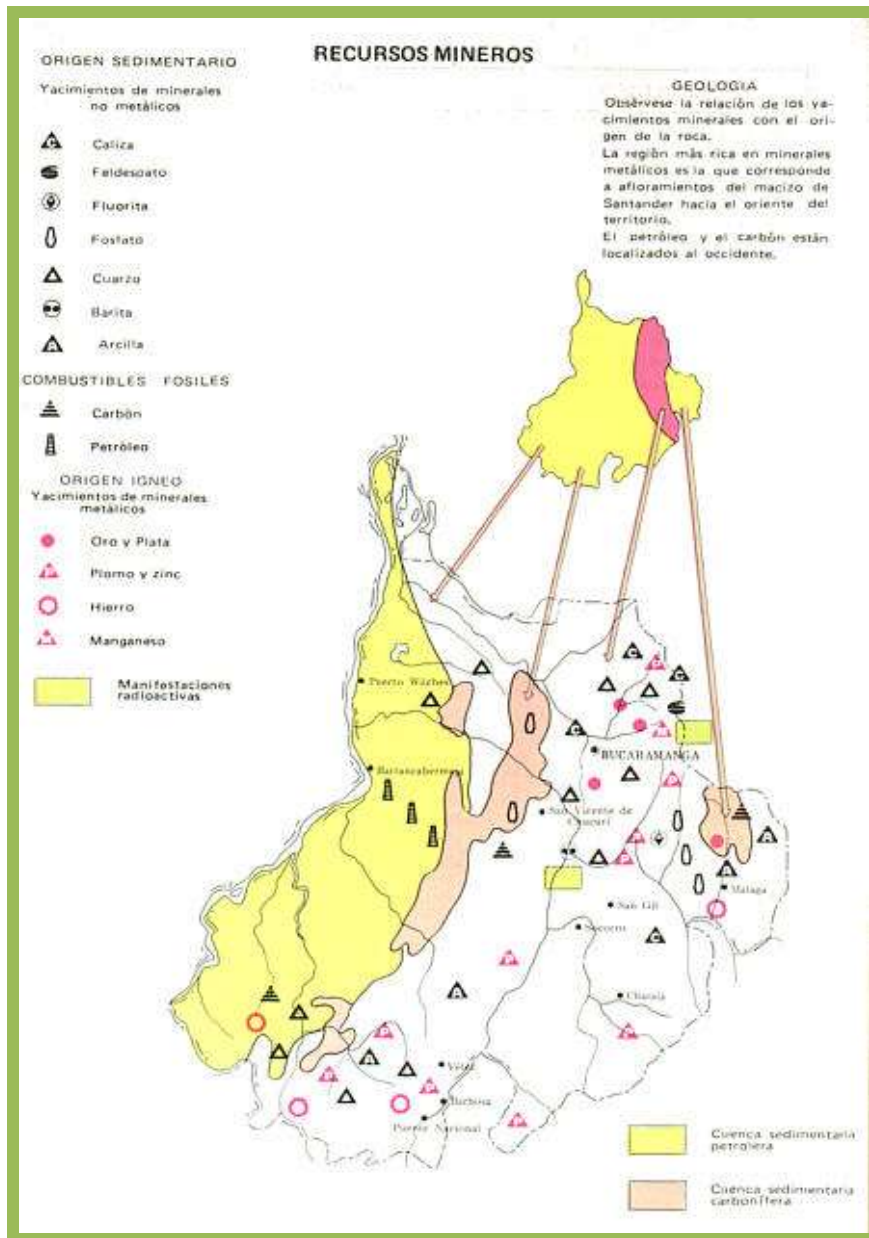 RECURSOS MINEROS
ORIGEN SEDIMENTARIO
Yacimientos de minerales
no metálicos
Caliza
Feldespato
Fluorita
Fosfato
Cuarzo
Barita
Arcilla
COMBUSTIBLES FOSILES
Carbón
Petróleo
ORIGEN IGNEO
Yacimientos de minerales
metálicos
Oro y Plata
Plomo y zinc
Hierro
Manganeso
Manifestaciones
radioactivas
GEOLOGIA
Obsérvese la relación de los ya-
cimientos minerales con el ori-
gen de la roca.
La región más rica en minerales
metálicos es la que corresponde
a afloramientos del macizo de
Santander hacia el oriente del
territorio.
El petróleo y el carbón están
localizados al occidente.
Puerto Wilches
Barrancabermeja
BUCARAMANGA
San Vicente de
Chucurí
Málaga
San Gil
Socorro
Charalá
Vélez
Barbosa
Puente Nacional
Cuenca sedimentaria
petrolera
Cuenca sedimentaria
carbonífera